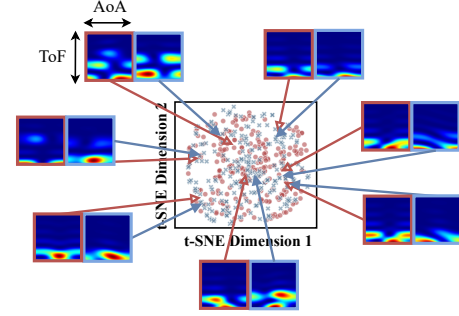 AoA
ToF
t-SNE Dimension 2
t-SNE Dimension 1